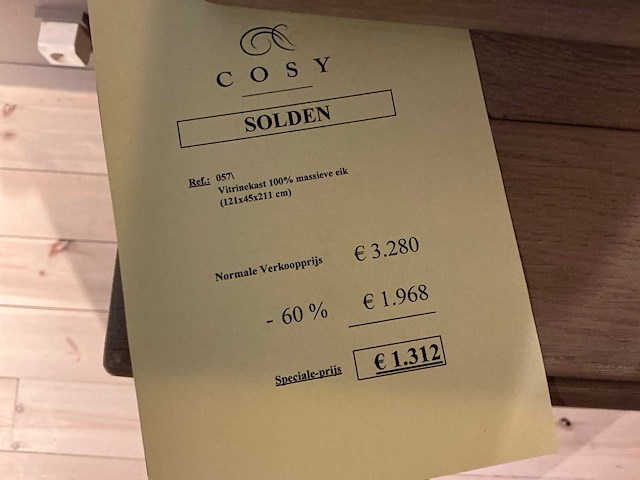 COSY
SOLDEN
Ref.: 057\
Vitrinekast 100% massieve eik
(121x45x211 cm)
Normale Verkoopprijs € 3.280
- 60 % € 1.968
Speciale-prijs € 1.312